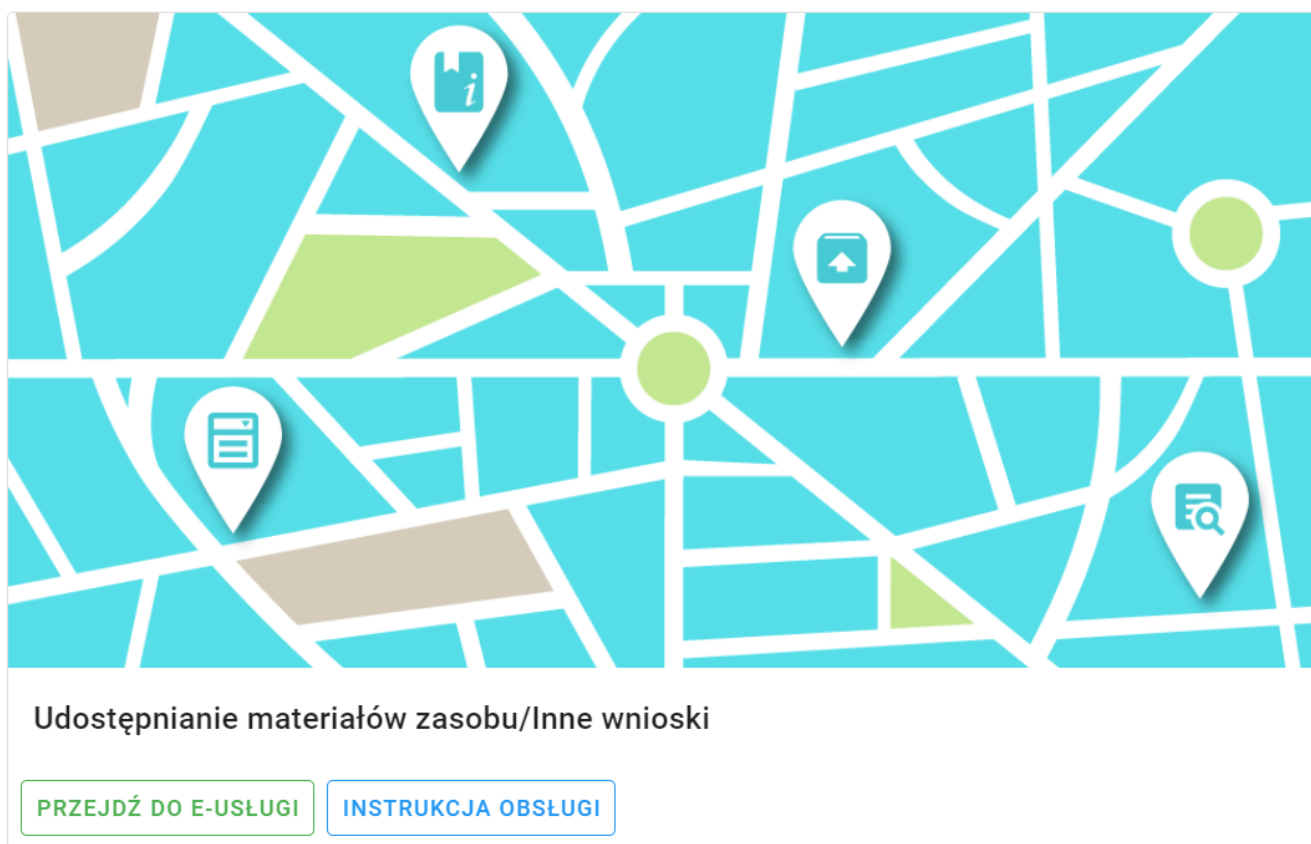 i
Udostępnianie materiałów zasobu/Inne wnioski
PRZEJDŹ DO E-USŁUGI
INSTRUKCJA OBSŁUGI